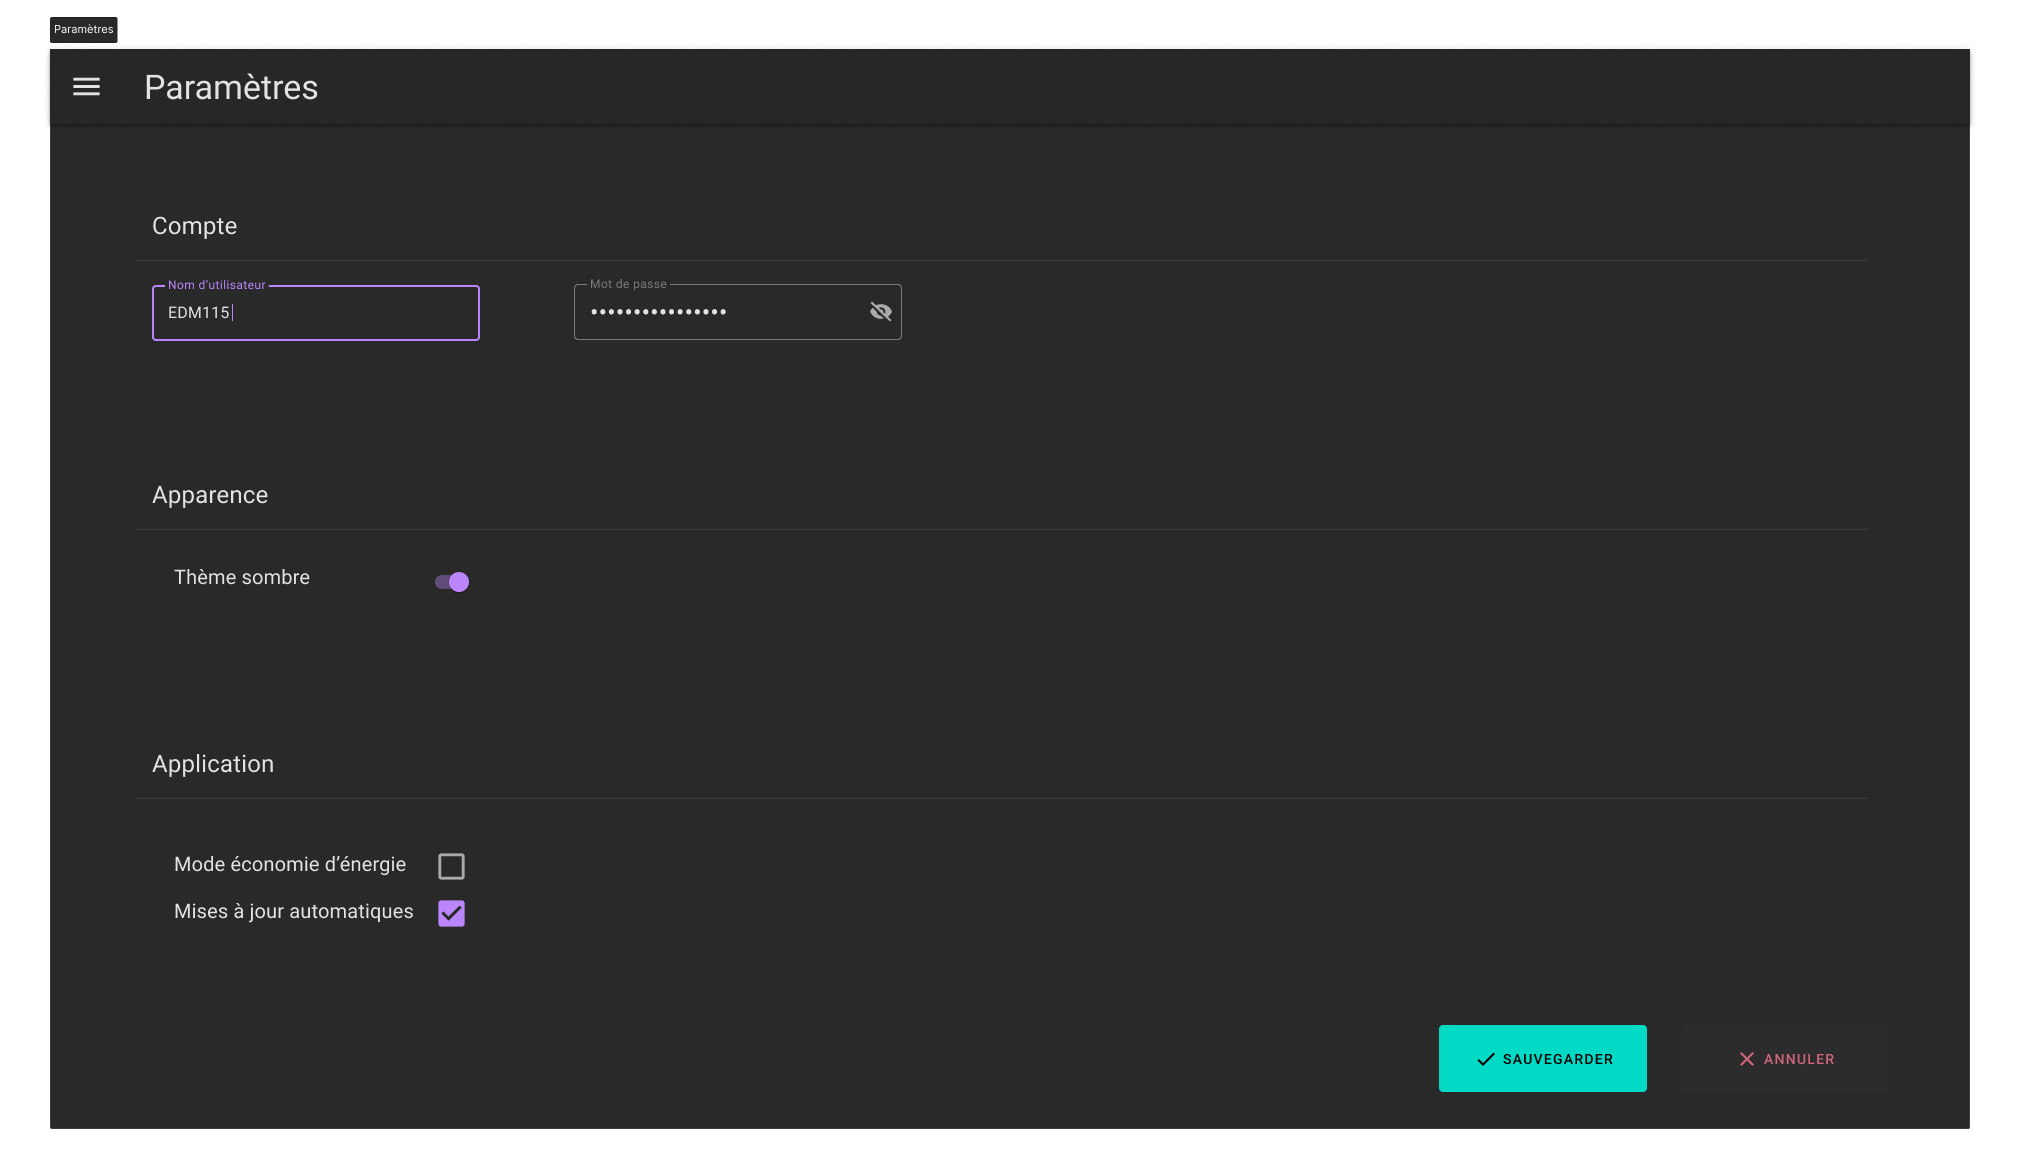 Paramètres
Paramètres
Compte
Nom d’utilisateur
EDM115
Mot de passe
••••••••••••••••
Apparence
Thème sombre
Application
Mode économie d’énergie
Mises à jour automatiques
SAUVEGARDER
ANNULER